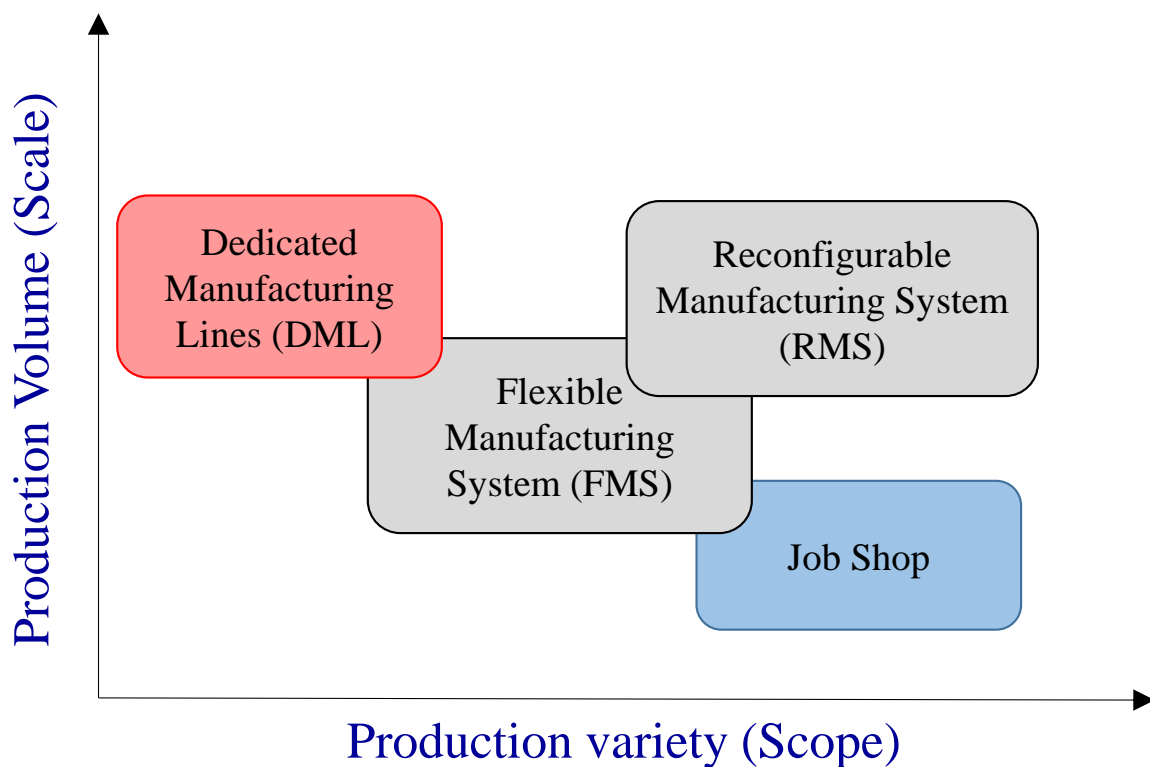 Production Volume (Scale)
Dedicated
Manufacturing
Lines (DML)
Reconfigurable
Manufacturing System
(RMS)
Flexible
Manufacturing
System (FMS)
Job Shop
Production variety (Scope)